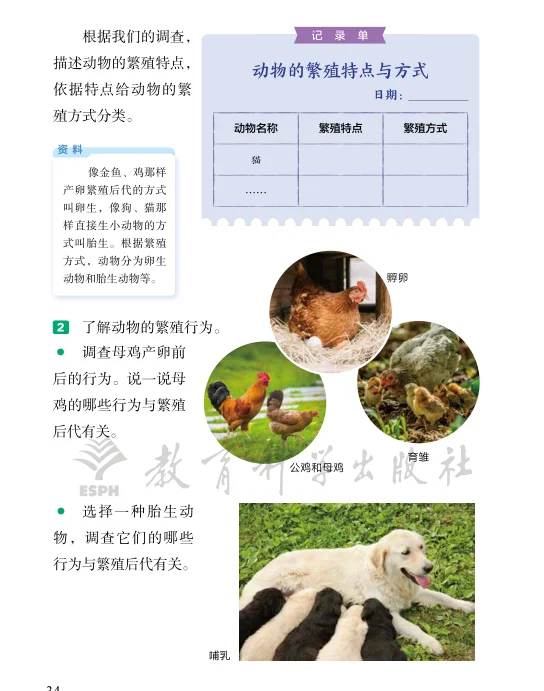 根据我们的调查，
描述动物的繁殖特点，
依据特点给动物的繁
殖方式分类。
资料
像金鱼、鸡那样
产卵繁殖后代的方式
叫卵生，像狗、猫那
样直接生小动物的方
式叫胎生。根据繁殖
方式，动物分为卵生
动物和胎生动物等。
记录单
动物的繁殖特点与方式
日期：
动物名称 繁殖特点 繁殖方式
猫
……
2 了解动物的繁殖行为。
● 调查母鸡产卵前
后的行为。说一说母
鸡的哪些行为与繁殖
后代有关。
孵卵
公鸡和母鸡
育雏
ESPH 教育科学出版社
● 选择一种胎生动
物，调查它们的哪些
行为与繁殖后代有关。
哺乳
24